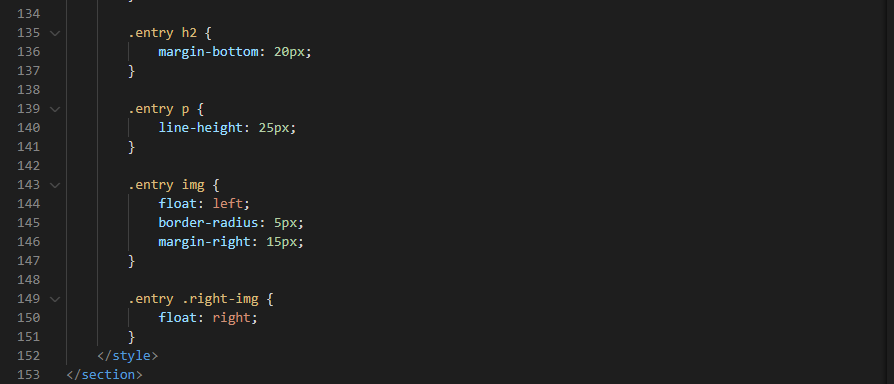 134
135 .entry h2 {
136 margin-bottom: 20px;
137 }
138
139 .entry p {
140 line-height: 25px;
141 }
142
143 .entry img {
144 float: left;
145 border-radius: 5px;
146 margin-right: 15px;
147 }
148
149 .entry .right-img {
150 float: right;
151 }
152 </style>
153 </section>